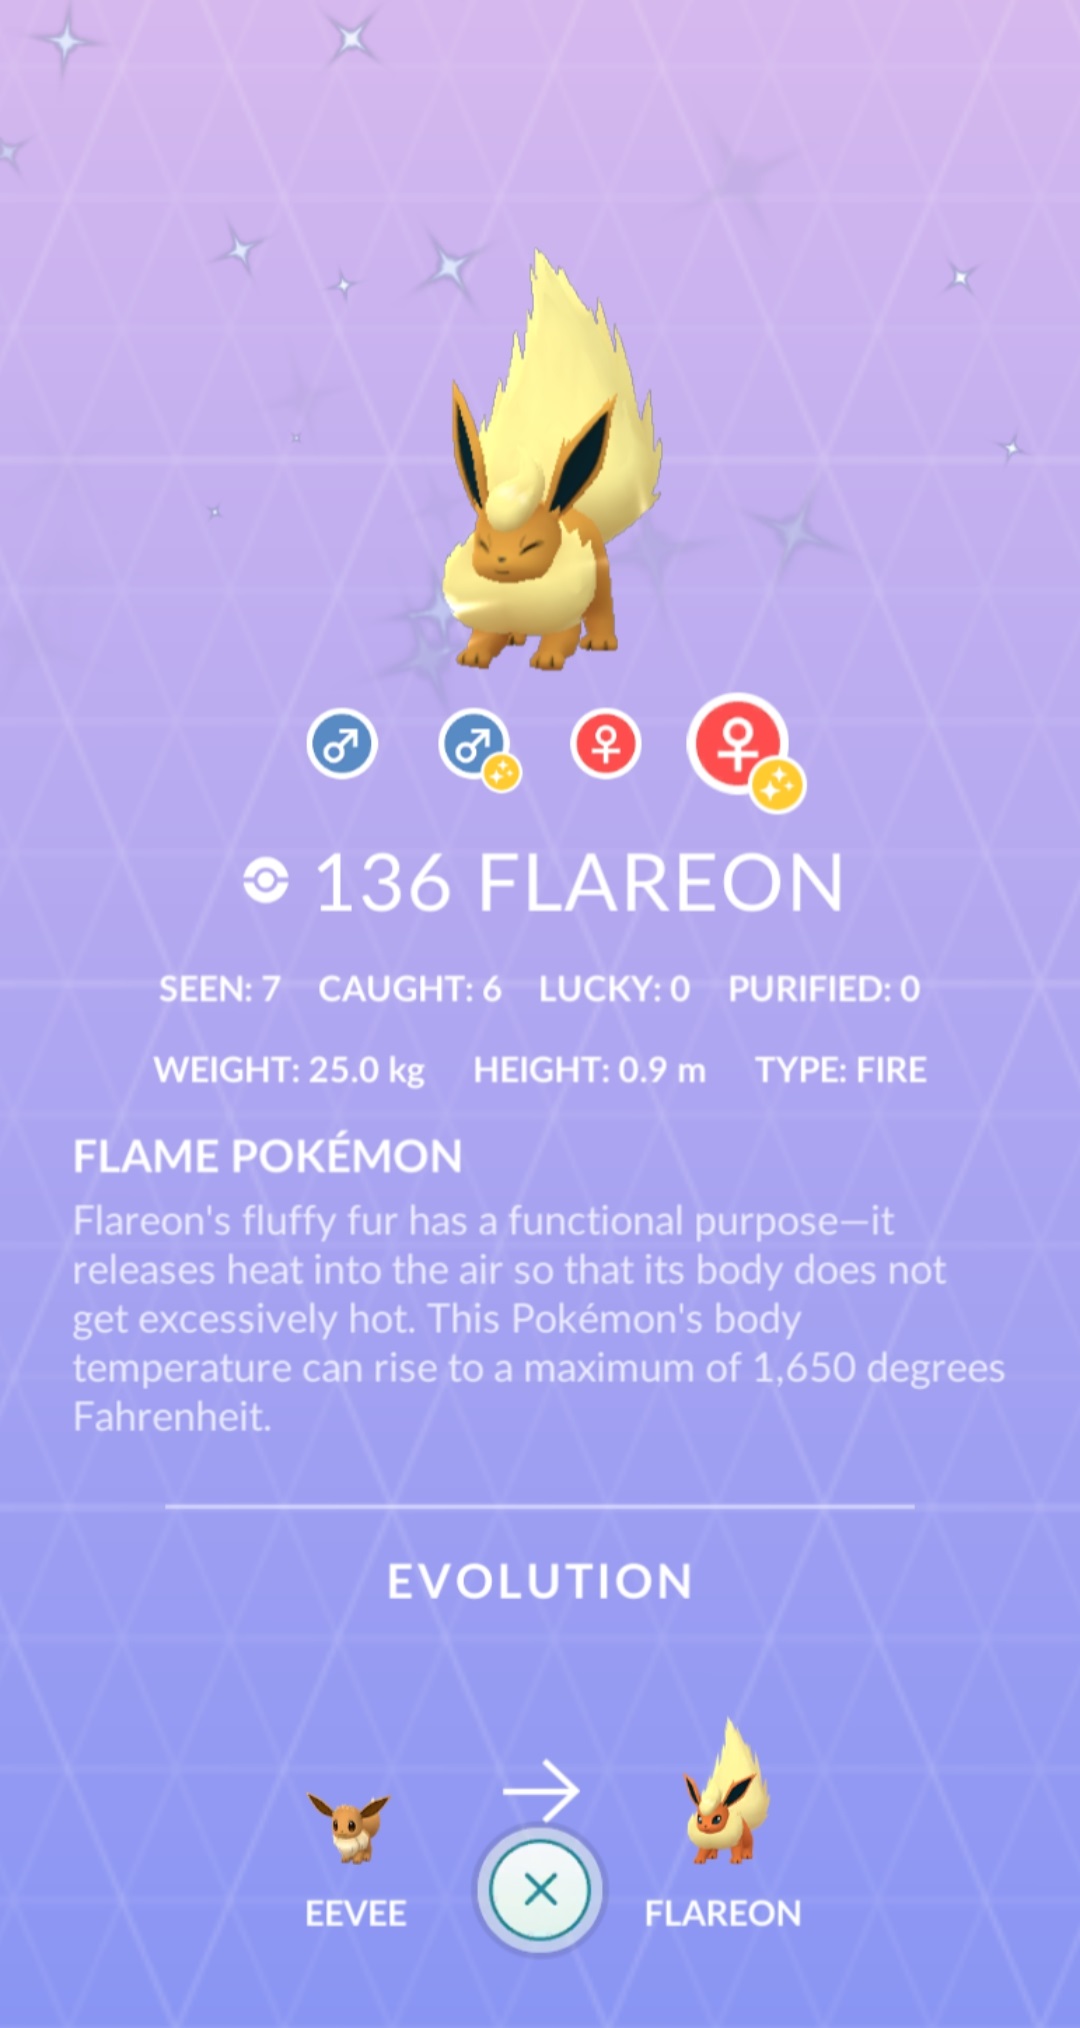 136 FLAREON
SEEN: 7 CAUGHT: 6 LUCKY: 0 PURIFIED: 0
WEIGHT: 25.0 kg HEIGHT: 0.9 m TYPE: FIRE
FLAME POKÉMON
Flareon's fluffy fur has a functional purpose—it
releases heat into the air so that its body does not
get excessively hot. This Pokémon's body
temperature can rise to a maximum of 1,650 degrees
Fahrenheit.
EVOLUTION
EEVEE FLAREON